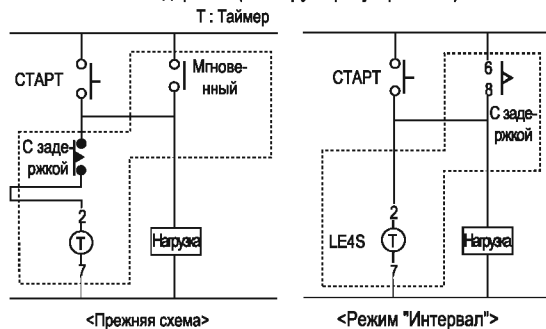 T : Таймер
СТАРТ
Мгнове-
нный
С заде-
ржкой
2
T
7
Нагрузка
<Прежняя схема>
СТАРТ
6
8
С заде-
ржкой
2
LE4S
T
7
Нагрузка
<Режим "Интервал">